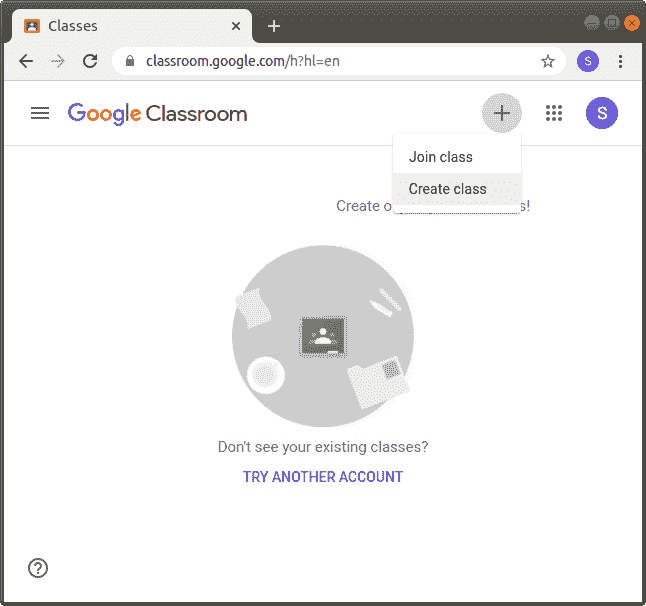 Classes
classroom.google.com/h?hl=en
S
Google Classroom
S
Join class
Create class
Create o s!
Don't see your existing classes?
TRY ANOTHER ACCOUNT